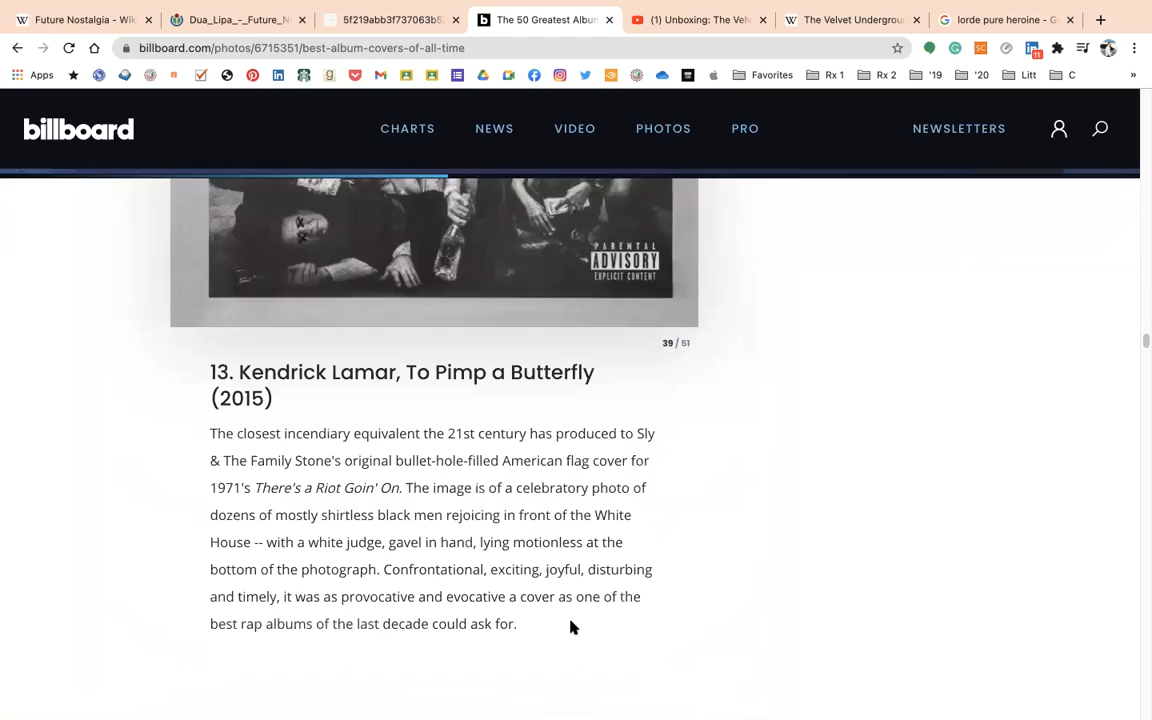 Future Nostalgia - Wik
Dua_Lipa_-_Future_N
5f219abb3f737063b5
The 50 Greatest Albu
(1) Unboxing: The Vel
The Velvet Undergrou
lorde pure heroine - G
billboard.com/photos/6715351/best-album-covers-of-all-time
11
Apps
Favorites
Rx 1
Rx 2
'19
'20
Litt
C
»
billboard
CHARTS
NEWS
VIDEO
PHOTOS
PRO
NEWSLETTERS
PARENTAL
ADVISORY
EXPLICIT CONTENT
39 / 51
13. Kendrick Lamar, To Pimp a Butterfly
(2015)
The closest incendiary equivalent the 21st century has produced to Sly
& The Family Stone's original bullet-hole-filled American flag cover for
1971's There's a Riot Goin' On. The image is of a celebratory photo of
dozens of mostly shirtless black men rejoicing in front of the White
House -- with a white judge, gavel in hand, lying motionless at the
bottom of the photograph. Confrontational, exciting, joyful, disturbing
and timely, it was as provocative and evocative a cover as one of the
best rap albums of the last decade could ask for.